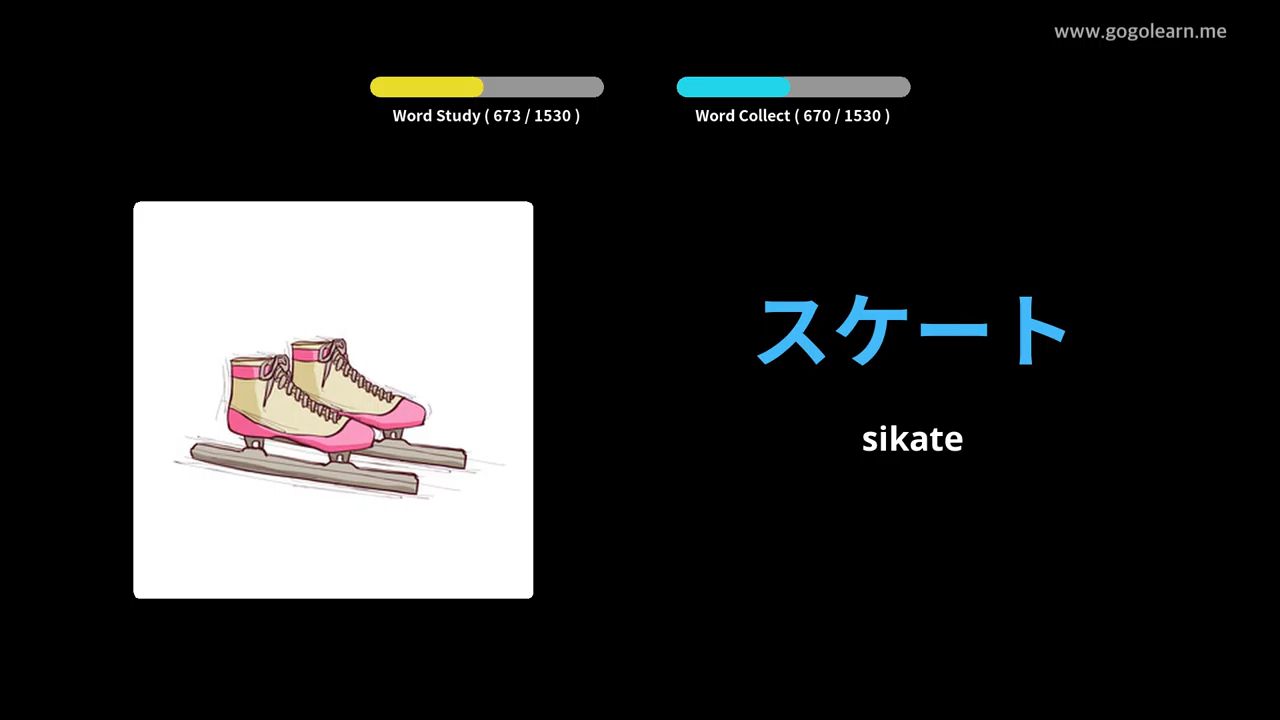 www.gogolearn.me
Word Study ( 673 / 1530 )
Word Collect ( 670 / 1530 )
スケート
sikate